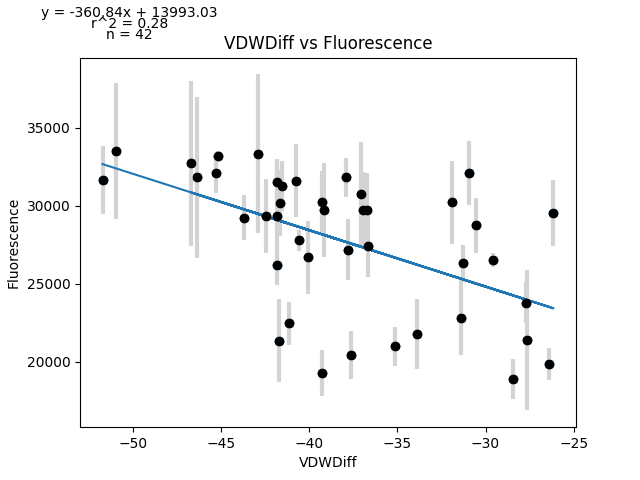 y = -360.84x + 13993.03
r^2 = 0.28
n = 42
VDWDiff vs Fluorescence
Fluorescence
35000
30000
25000
20000
−50
−45
−40
−35
−30
−25
VDWDiff